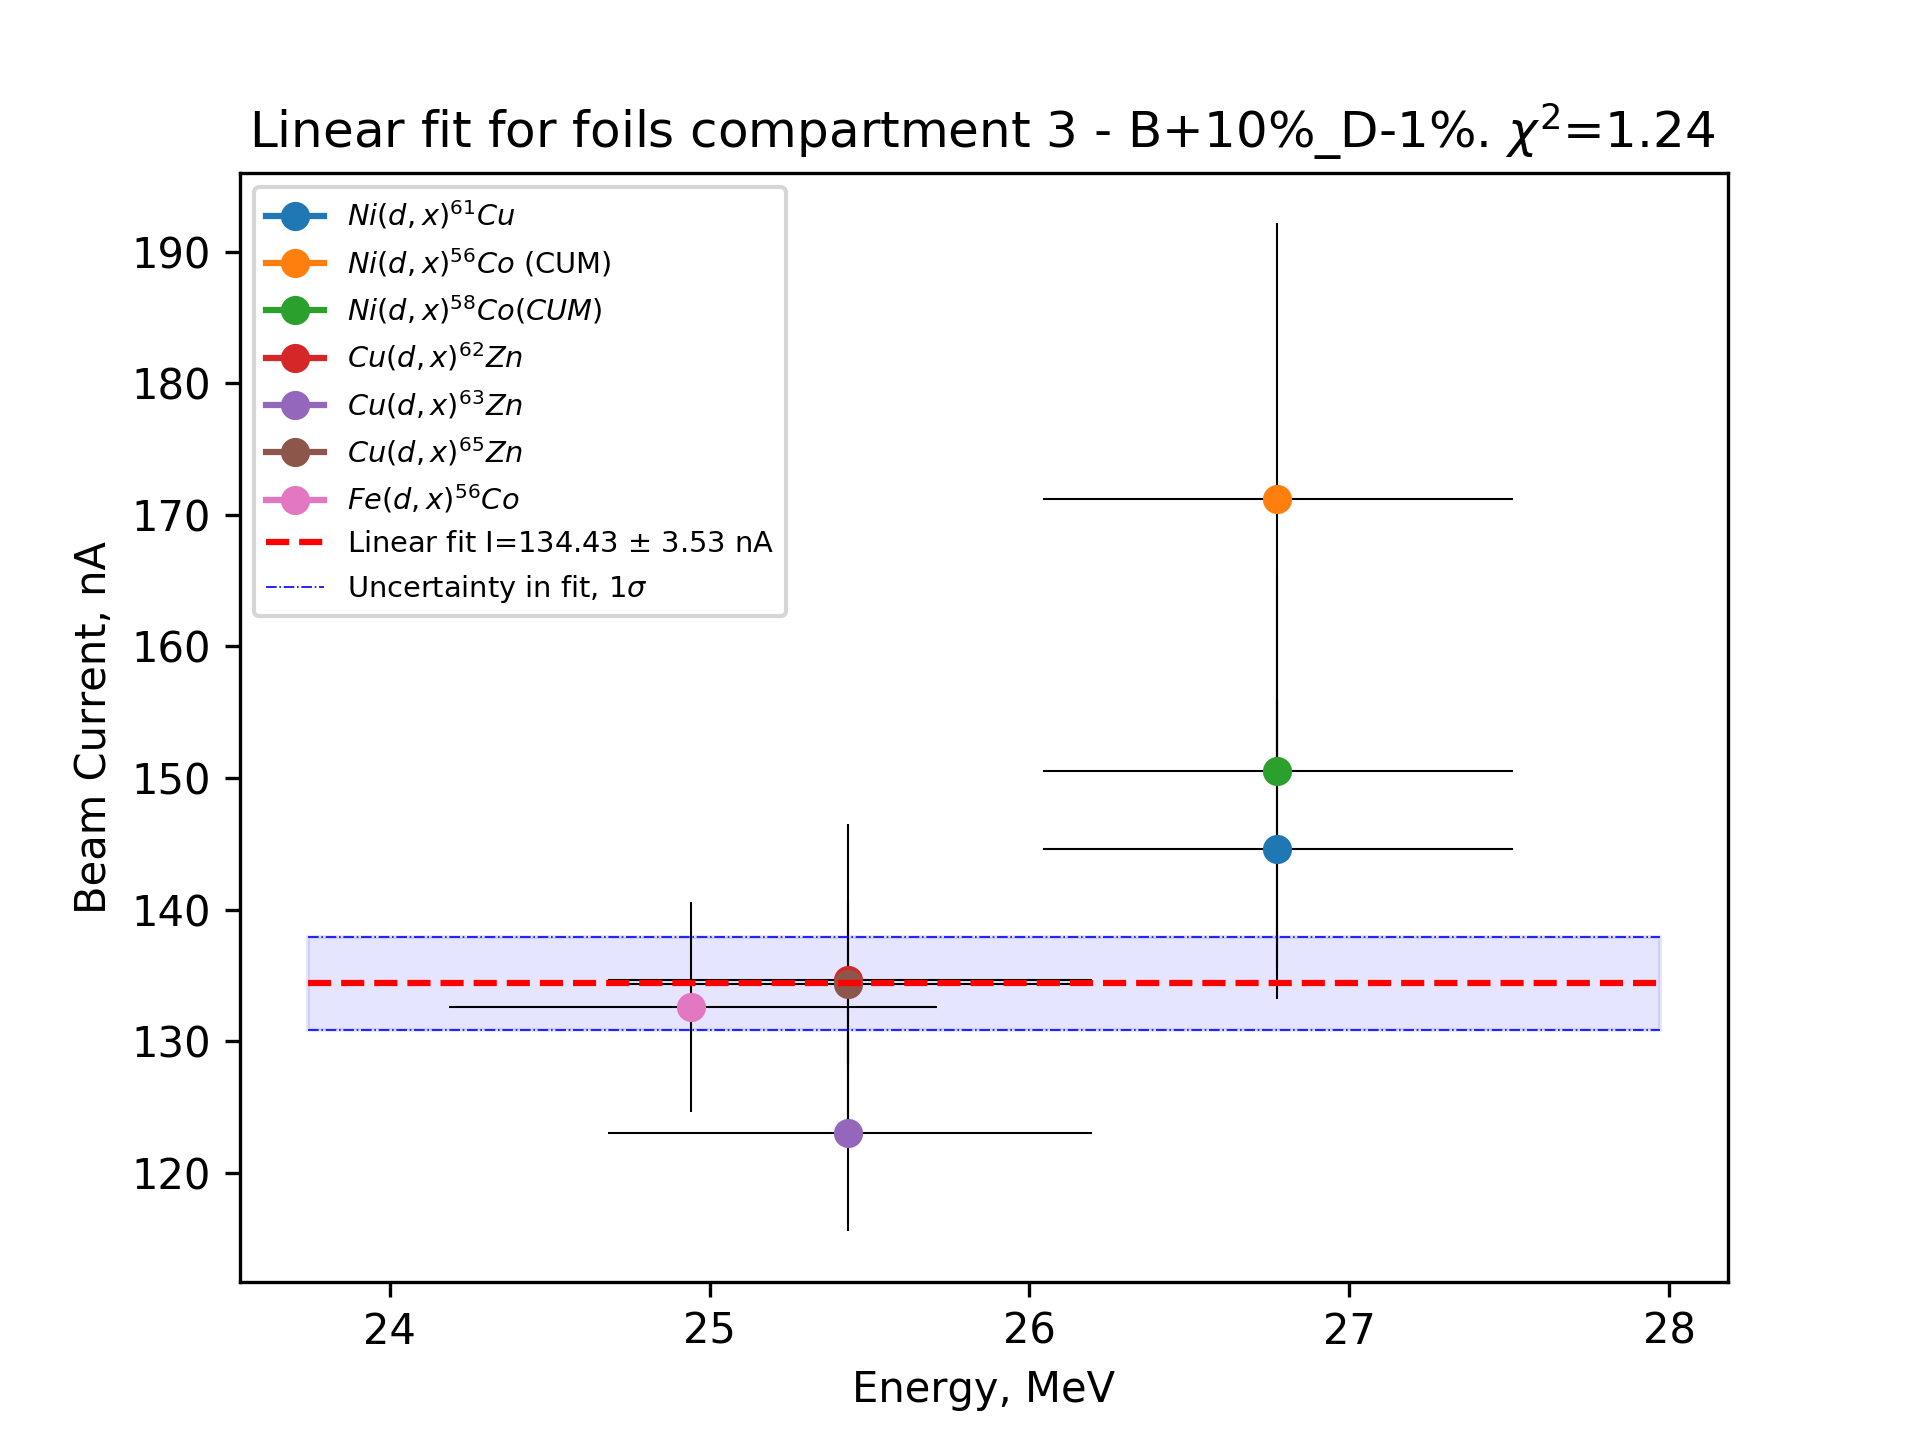 Linear fit for foils compartment 3 - B+10%_D-1%. χ²=1.24
Ni(d, x)⁶¹Cu
Ni(d, x)⁵⁶Co (CUM)
Ni(d, x)⁵⁸Co(CUM)
Cu(d, x)⁶²Zn
Cu(d, x)⁶³Zn
Cu(d, x)⁶⁵Zn
Fe(d, x)⁵⁶Co
Linear fit I=134.43 ± 3.53 nA
Uncertainty in fit, 1σ
Beam Current, nA
190
180
170
160
150
140
130
120
24 25 26 27 28
Energy, MeV